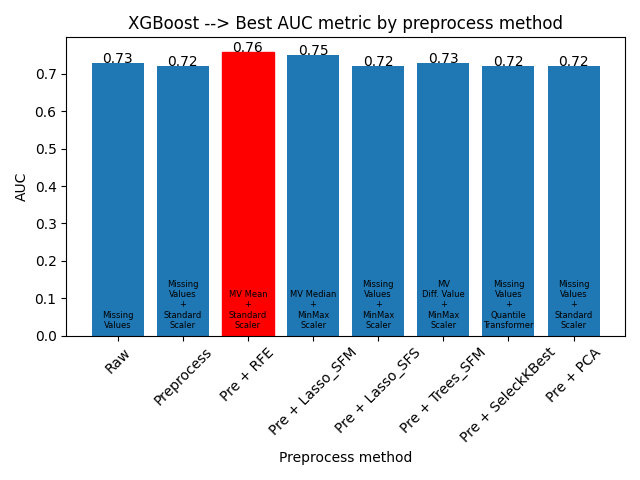 XGBoost --> Best AUC metric by preprocess method
0.73
0.72
0.76
0.75
0.72
0.73
0.72
0.72
AUC
0.7
0.6
0.5
0.4
0.3
0.2
0.1
0.0
Missing
Values
Missing
Values
+
Standard
Scaler
MV Mean
+
Standard
Scaler
MV Median
+
MinMax
Scaler
Missing
Values
+
MinMax
Scaler
MV
Diff. Value
+
MinMax
Scaler
Missing
Values
+
Quantile
Transformer
Missing
Values
+
Standard
Scaler
Raw
Preprocess
Pre + RFE
Pre + Lasso_SFM
Pre + Lasso_SFS
Pre + Trees_SFM
Pre + SeleckKBest
Pre + PCA
Preprocess method